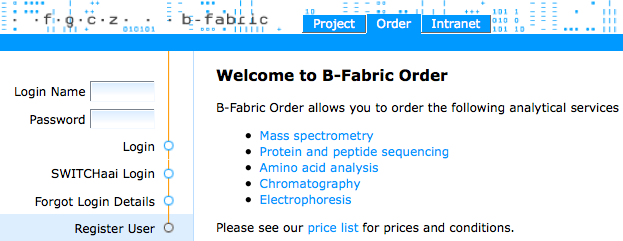 f·g·c·z· · ·b-fabric
Project Order Intranet
Welcome to B-Fabric Order
B-Fabric Order allows you to order the following analytical services
Login Name
Password
Login
SWITCHaai Login
Forgot Login Details
Register User
Mass spectrometry
Protein and peptide sequencing
Amino acid analysis
Chromatography
Electrophoresis
Please see our price list for prices and conditions.